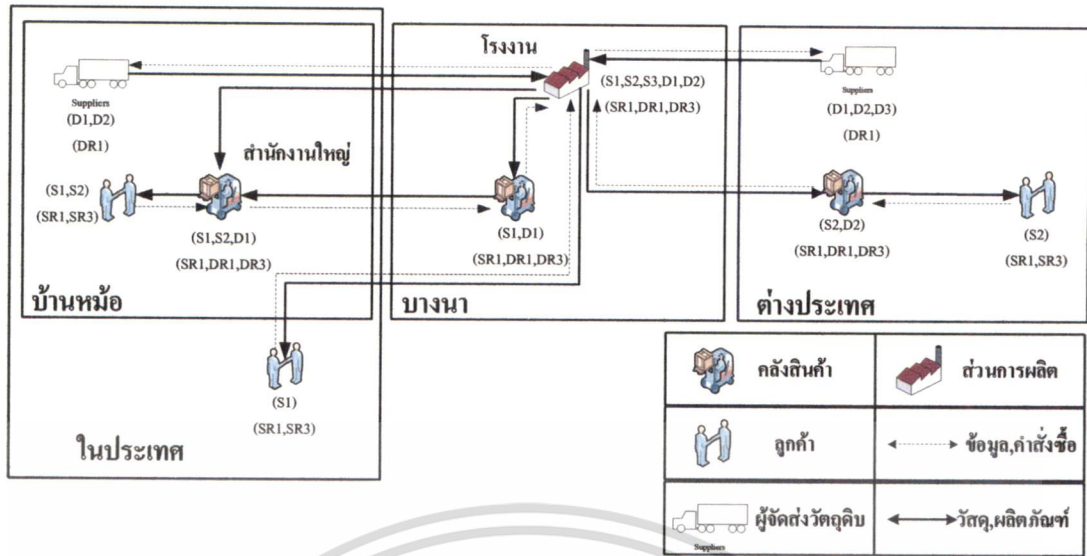 Suppliers
(D1,D2)
(DR1)
สำนักงานใหญ่
(S1,S2)
(SR1,SR3)
(S1,S2,D1)
(SR1,DR1,DR3)
บ้านหม้อ
(S1)
(SR1,SR3)
ในประเทศ
โรงงาน
(S1,S2,S3,D1,D2)
(SR1,DR1,DR3)
(S1,D1)
(SR1,DR1,DR3)
บางนา
Suppliers
(D1,D2,D3)
(DR1)
(S2,D2)
(SR1,DR1,DR3)
(S2)
(SR1,SR3)
ต่างประเทศ
คลังสินค้า
ส่วนการผลิต
ลูกค้า
ข้อมูล,คำสั่งซื้อ
Suppliers
ผู้จัดส่งวัตถุดิบ
วัสดุ,ผลิตภัณฑ์